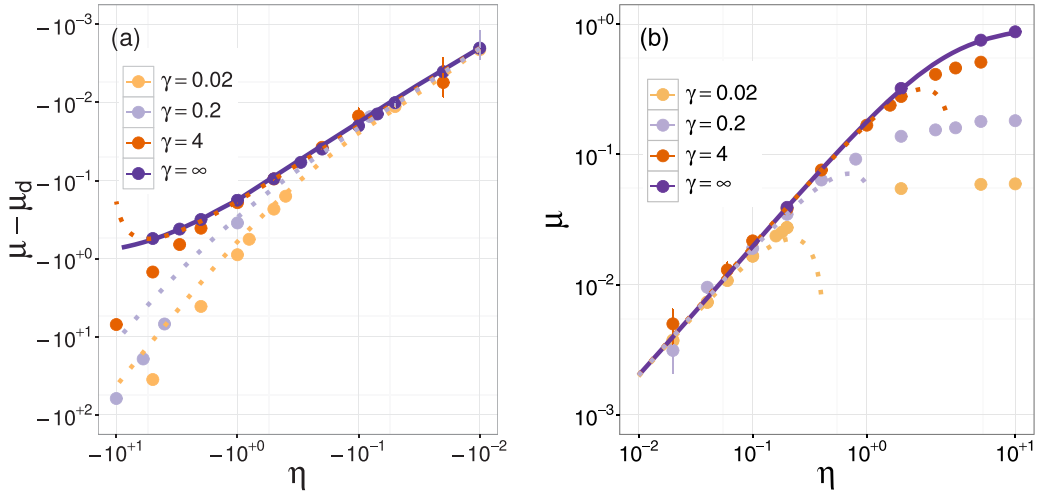 (a)
−10⁻³
−10⁻²
−10⁻¹
−10⁺⁰
−10⁺¹
−10⁺²
μ − μd
γ = 0.02
γ = 0.2
γ = 4
γ = ∞
−10⁺¹
−10⁺⁰
−10⁻¹
−10⁻²
η
(b)
10⁺⁰
10⁻¹
10⁻²
10⁻³
μ
γ = 0.02
γ = 0.2
γ = 4
γ = ∞
10⁻²
10⁻¹
10⁺⁰
10⁺¹
η